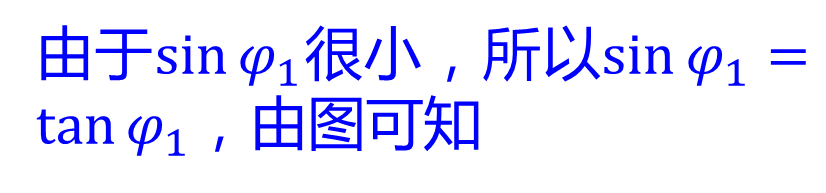 由于sin φ₁很小，所以sin φ₁ =
tan φ₁，由图可知